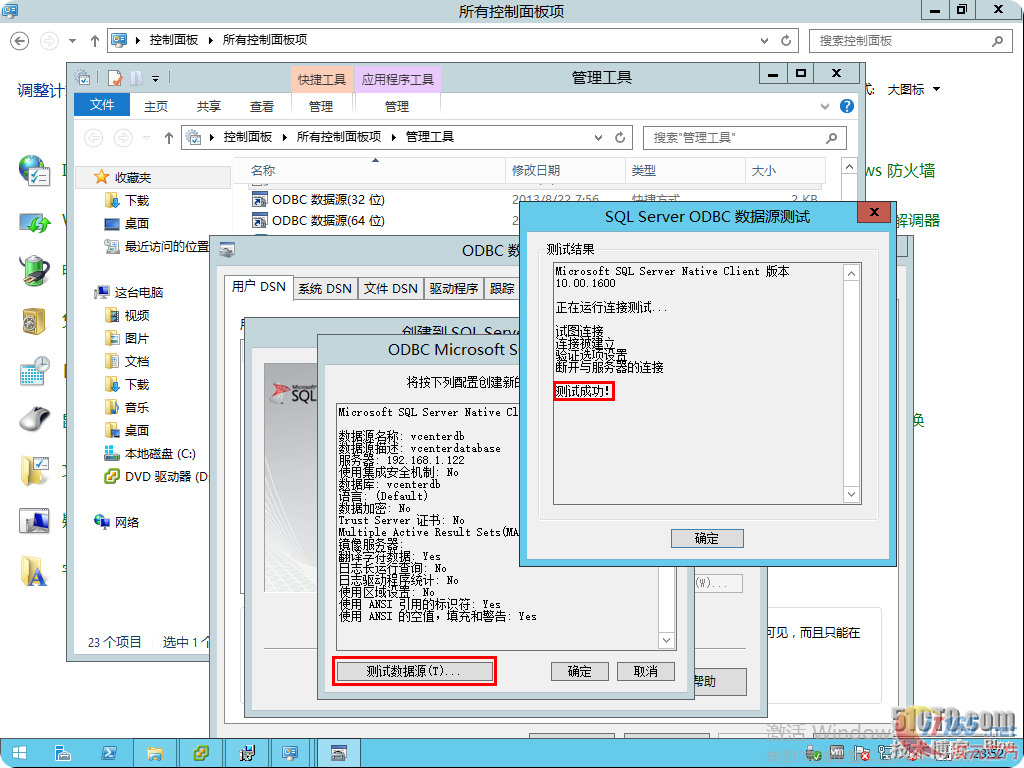 所有控制面板项
控制面板 所有控制面板项
搜索控制面板
调整计
大图标
快捷工具
应用程序工具
管理工具
文件
主页
共享
查看
管理
管理
控制面板 所有控制面板项 管理工具
搜索"管理工具"
名称
修改日期
类型
大小
ODBC 数据源(32 位)
2013/8/22 7:56
快捷方式
2 KB
ODBC 数据源(64 位)
收藏夹
下载
桌面
最近访问的位置
这台电脑
视频
图片
文档
下载
音乐
桌面
本地磁盘 (C:)
DVD 驱动器 (D
网络
23 个项目
选中 1 个
ws 防火墙
解调器
换
ODBC 数
用户 DSN
系统 DSN
文件 DSN
驱动程序
跟踪
创建到 SQL Serve
Microsoft
SQL
ODBC Microsoft S
将按下列配置创建新的
Microsoft SQL Server Native Cl
数据源名称: vcenterdb
数据源描述: vcenterdatabase
服务器: 192.168.1.122
使用集成安全机制: No
数据库: vcenterdb
语言: (Default)
数据加密: No
Trust Server 证书: No
Multiple Active Result Sets(MA
镜像服务器:
翻译字符数据: Yes
日志长运行查询: No
日志驱动程序统计: No
使用区域设置: No
使用 ANSI 引用的标识符: Yes
使用 ANSI 的空值，填充和警告: Yes
测试数据源(T)...
确定
取消
SQL Server ODBC 数据源测试
测试结果
Microsoft SQL Server Native Client 版本
10.00.1600
正在运行连接测试...
试图连接
连接被建立
验证选项设置
断开与服务器的连接
测试成功!
确定
(W)...
可见，而且只能在
帮助
激活 Windows
51CTO.com
技术博客 Blog